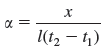 α = x / l(t₂ − t₁)